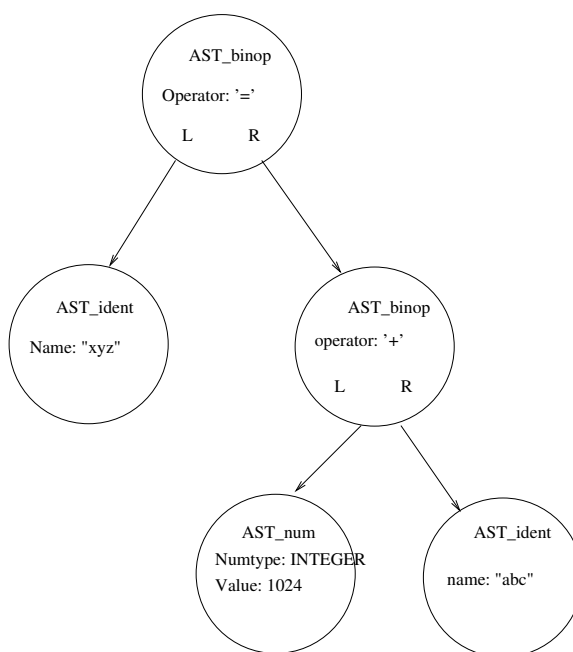 AST_binop
Operator: ’=’
L R
AST_ident
Name: "xyz"
AST_binop
operator: ’+’
L R
AST_num
Numtype: INTEGER
Value: 1024
AST_ident
name: "abc"